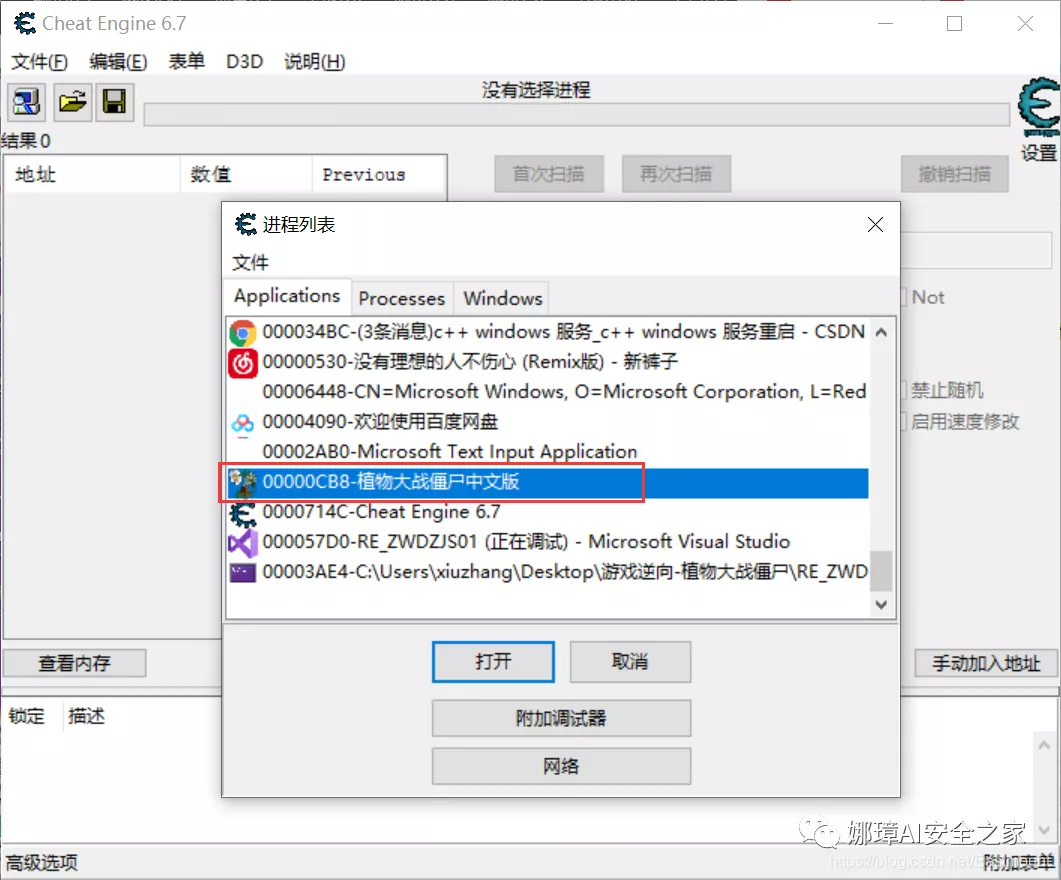 Cheat Engine 6.7
文件(F) 编辑(E) 表单 D3D 说明(H)
没有选择进程
结果0
设置
地址 数值 Previous
首次扫描 再次扫描 撤销扫描
进程列表
文件
Applications Processes Windows
Not
000034BC-(3条消息)c++ windows 服务_c++ windows 服务重启 - CSDN
00000530-没有理想的人不伤心 (Remix版) - 新裤子
00006448-CN=Microsoft Windows, O=Microsoft Corporation, L=Red
禁止随机
00004090-欢迎使用百度网盘
启用速度修改
00002AB0-Microsoft Text Input Application
00000CB8-植物大战僵尸中文版
0000714C-Cheat Engine 6.7
000057D0-RE_ZWDZJS01 (正在调试) - Microsoft Visual Studio
00003AE4-C:\Users\xiuzhang\Desktop\游戏逆向-植物大战僵尸\RE_ZWD
打开 取消
查看内存 手动加入地址
锁定 描述
附加调试器
网络
娜璋AI安全之家
高级选项 附加表单